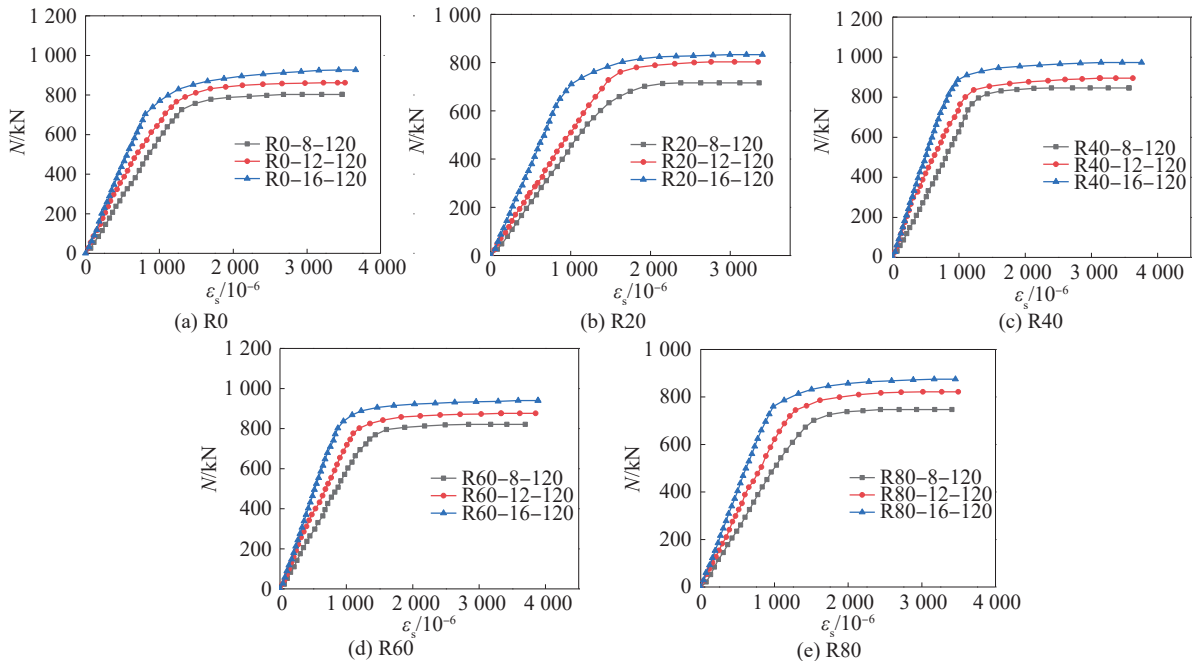 1 200
1 000
800
600
400
200
0
N/kN
R0−8−120
R0−12−120
R0−16−120
0
1 000
2 000
3 000
4 000
εs/10⁻⁶
(a) R0
1 000
800
600
400
200
0
N/kN
R20−8−120
R20−12−120
R20−16−120
0
1 000
2 000
3 000
4 000
εs/10⁻⁶
(b) R20
1 200
1 000
800
600
400
200
0
N/kN
R40−8−120
R40−12−120
R40−16−120
0
1 000
2 000
3 000
4 000
εs/10⁻⁶
(c) R40
1 200
1 000
800
600
400
200
0
N/kN
R60−8−120
R60−12−120
R60−16−120
0
1 000
2 000
3 000
4 000
εs/10⁻⁶
(d) R60
1 000
800
600
400
200
0
N/kN
R80−8−120
R80−12−120
R80−16−120
0
1 000
2 000
3 000
4 000
εs/10⁻⁶
(e) R80